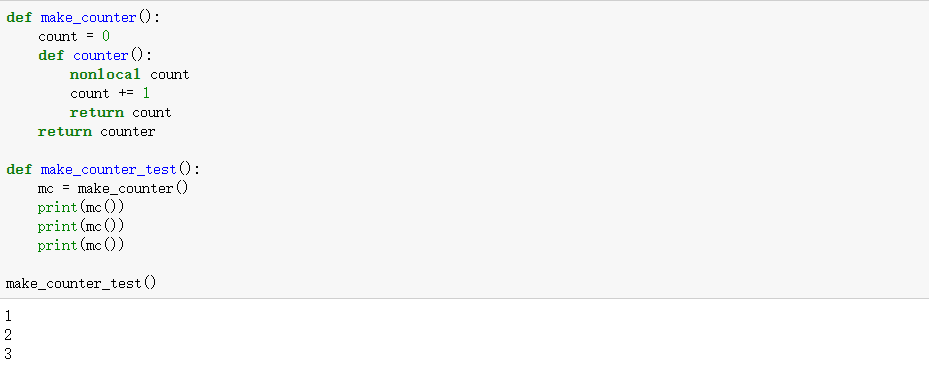 def make_counter():
    count = 0
    def counter():
        nonlocal count
        count += 1
        return count
    return counter

def make_counter_test():
    mc = make_counter()
    print(mc())
    print(mc())
    print(mc())

make_counter_test()
1
2
3